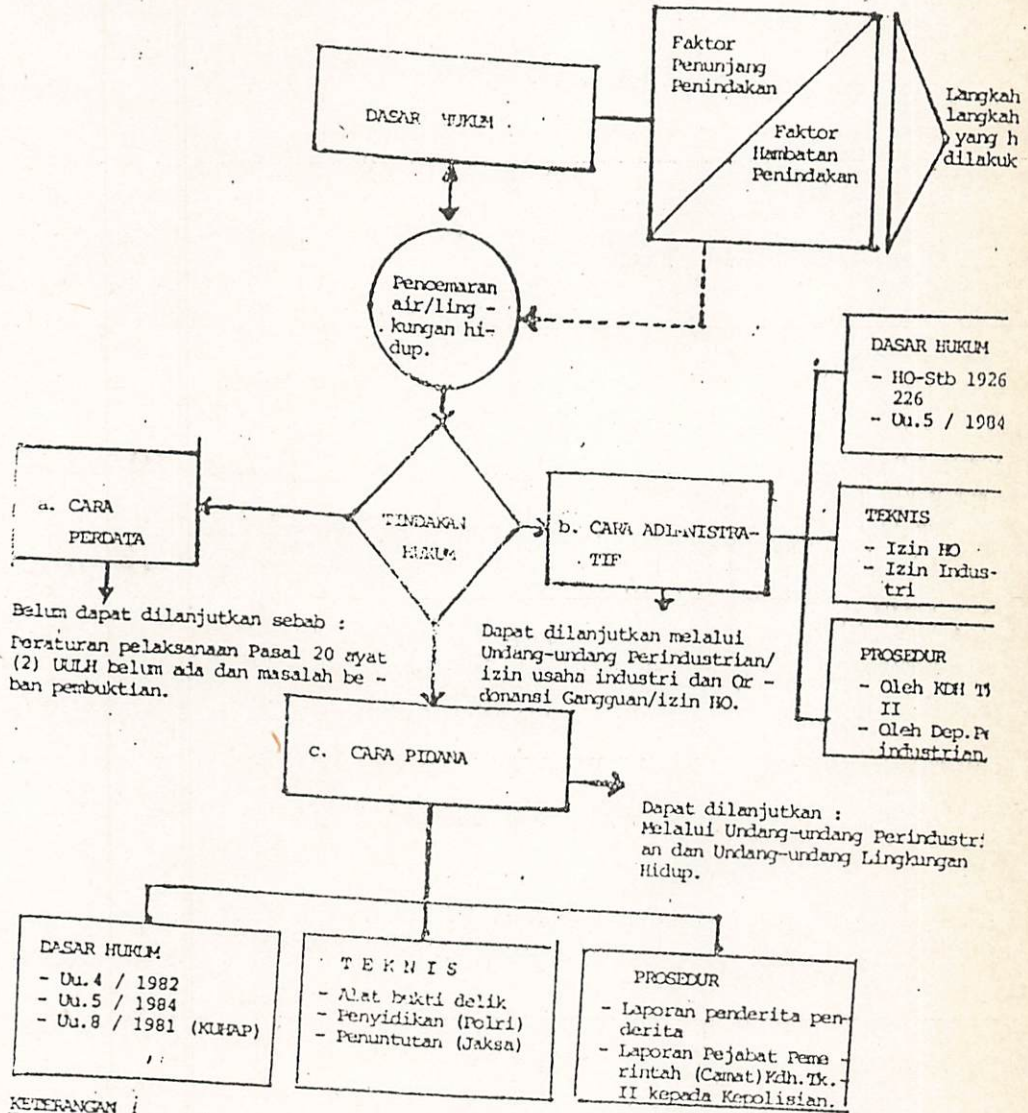 Faktor
Penunjang
Penindakan
Faktor
Hambatan
Penindakan
Langkah
langkah
yang h
dilakuk
DASAR HUKUM
Pencemaran
air/ling -
kungan hi-
dup.
DASAR HUKUM
- HO-Stb 1926
226
- Uu.5 / 1984
TEKNIS
- Izin HO
- Izin Indus-
tri
PROSEDUR
- Oleh KDH
II
- Oleh Dep.Pe
industrian
a. CARA
PERDATA
TINDAKAN
HUKUM
b. CARA ADMINISTRA-
TIF
Belum dapat dilanjutkan sebab :
Peraturan pelaksanaan Pasal 20 ayat
(2) UULH belum ada dan masalah be -
ban pembuktian.
Dapat dilanjutkan melalui
Undang-undang Perindustrian/
izin usaha industri dan Or -
donansi Gangguan/izin HO.
c. CARA PIDANA
Dapat dilanjutkan :
Melalui Undang-undang Perindustri
an dan Undang-undang Lingkungan
Hidup.
DASAR HUKUM
- Uu.4 / 1982
- Uu.5 / 1984
- Uu.8 / 1981 (KUHAP)
T E K N I S
- Alat bukti delik
- Penyidikan (Polri)
- Penuntutan (Jaksa)
PROSEDUR
- Laporan penderita pen-
derita
- Laporan Pejabat Peme -
rintah (Camat)Kdh.Tk.-
II kepada Kepolisian.
KETERANGAN